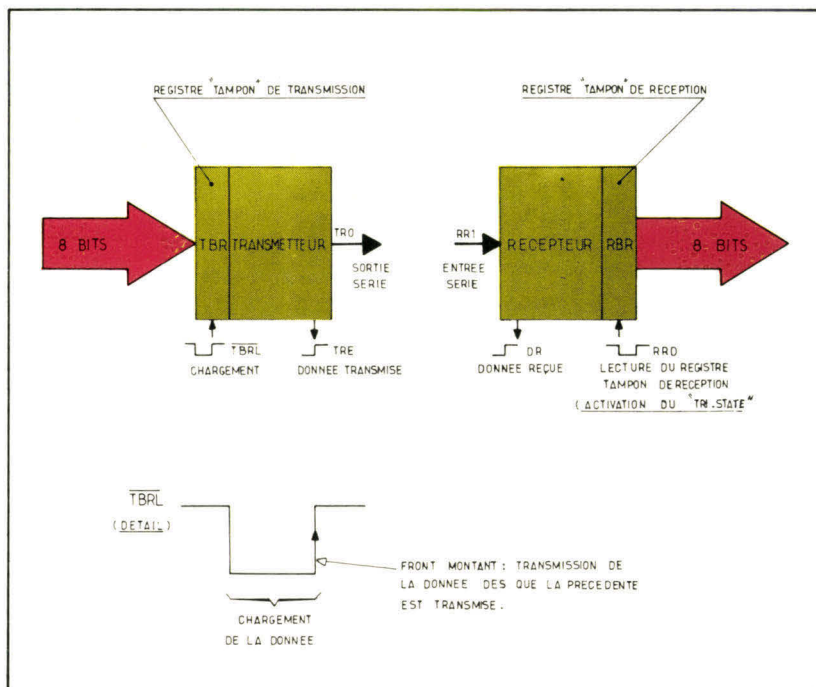 REGISTRE "TAMPON" DE TRANSMISSION
REGISTRE "TAMPON" DE RECEPTION
8 BITS
TBR
TRANSMETTEUR
TRO
SORTIE
SERIE
RR1
ENTREE
SERIE
RECEPTEUR
RBR
8 BITS
TBRL
CHARGEMENT
TRE
DONNEE TRANSMISE
DR
DONNEE REÇUE
RRD
LECTURE DU REGISTRE
TAMPON DE RECEPTION
(ACTIVATION DU "TRI.STATE"
TBRL
(DETAIL)
FRONT MONTANT : TRANSMISSION DE
LA DONNEE DES QUE LA PRECEDENTE
EST TRANSMISE.
CHARGEMENT
DE LA DONNEE